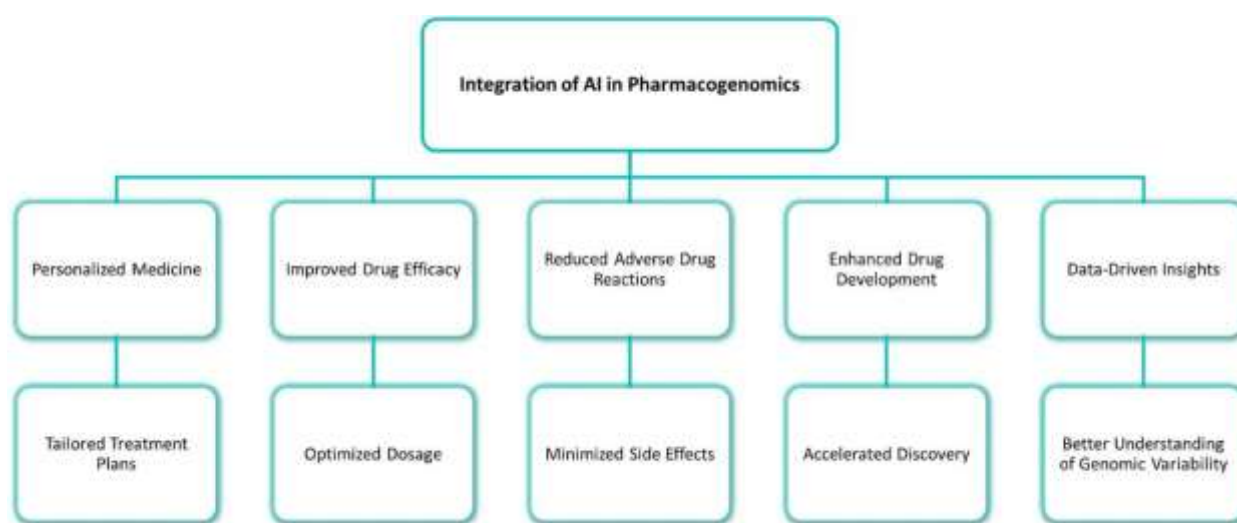 Integration of AI in Pharmacogenomics
Personalized Medicine
Improved Drug Efficacy
Reduced Adverse Drug
Reactions
Enhanced Drug
Development
Data-Driven Insights
Tailored Treatment
Plans
Optimized Dosage
Minimized Side Effects
Accelerated Discovery
Better Understanding
of Genomic Variability